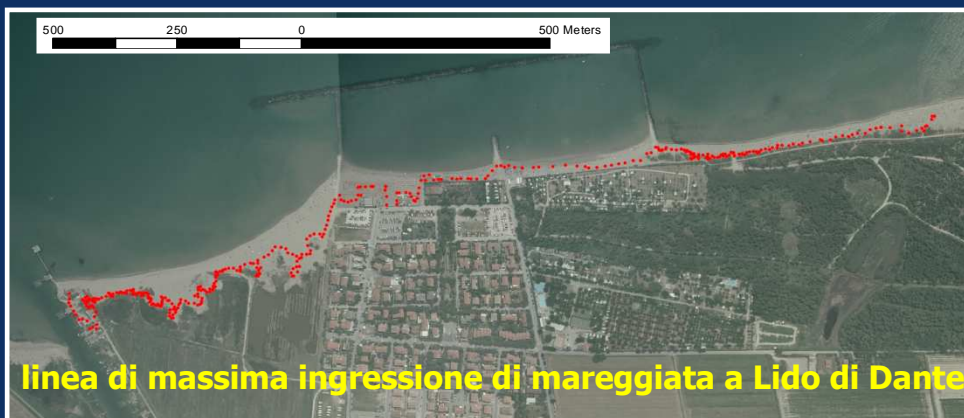 500 250 0 500 Meters
linea di massima ingressione di mareggiata a Lido di Dante